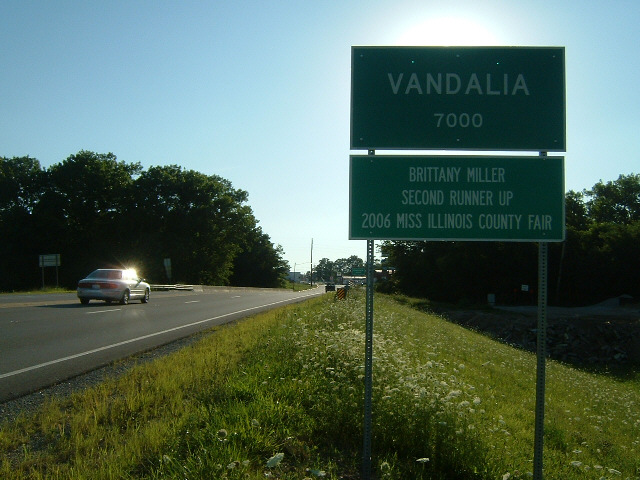 VANDALIA
7000
BRITTANY MILLER
SECOND RUNNER UP
2006 MISS ILLINOIS COUNTY FAIR